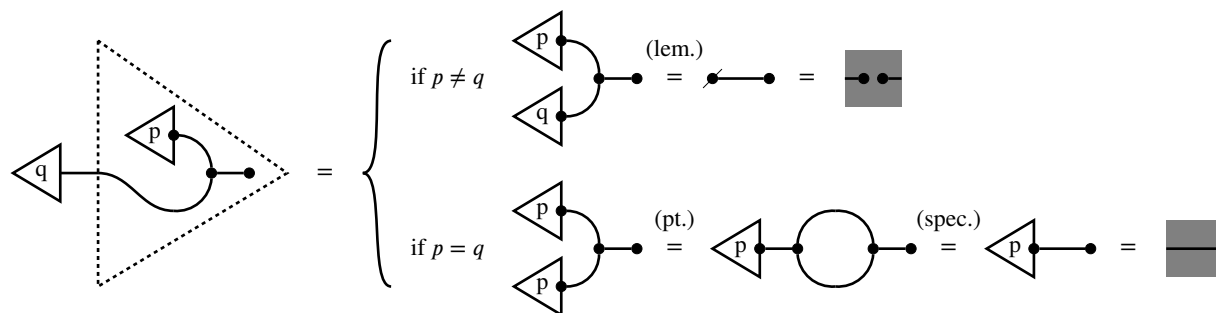 q p = if p ≠ q p q (lem.) = =
if p = q p p (pt.) = p (spec.) = p =